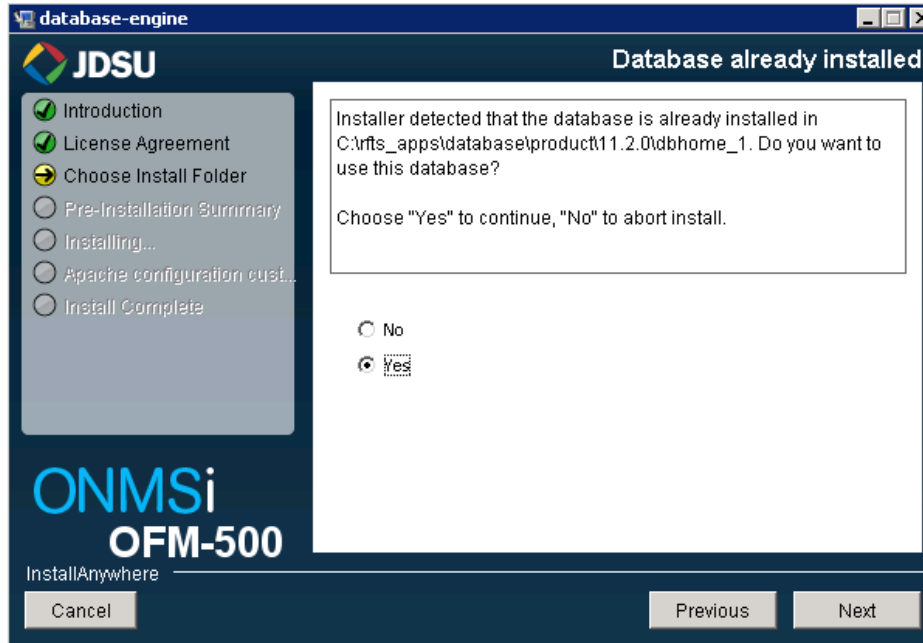 database-engine
JDSU
Database already installed
Introduction
License Agreement
Choose Install Folder
Pre-Installation Summary
Installing...
Apache configuration cust...
Install Complete
Installer detected that the database is already installed in
C:\rfts_apps\database\product\11.2.0\dbhome_1. Do you want to
use this database?
Choose "Yes" to continue, "No" to abort install.
No
Yes
ONMSi
OFM-500
InstallAnywhere
Cancel
Previous
Next